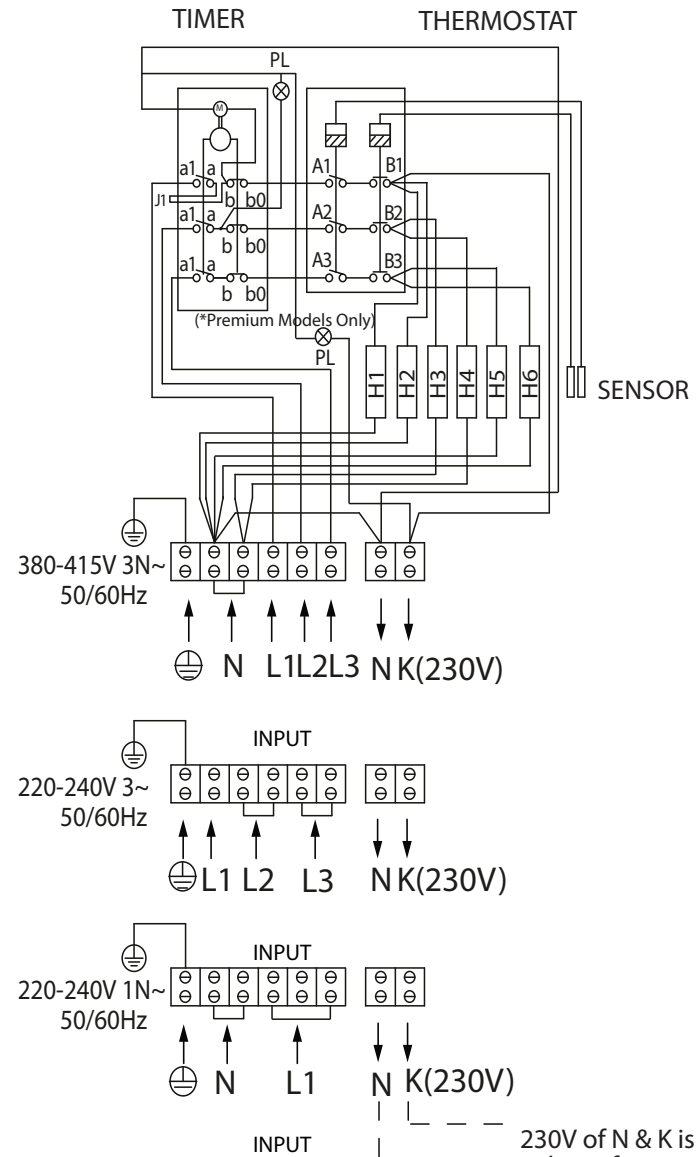 TIMER THERMOSTAT
PL
M
a1 a A1 B1
J1 b b0
a1 a A2 B2
b b0
a1 a A3 B3
b b0
(*Premium Models Only)
PL
H1 H2 H3 H4 H5 H6 SENSOR
380-415V 3N~
50/60Hz
N L1L2L3 N K(230V)
INPUT
220-240V 3~
50/60Hz
L1 L2 L3 N K(230V)
INPUT
220-240V 1N~
50/60Hz
N L1 N K(230V)
INPUT
230V of N & K is